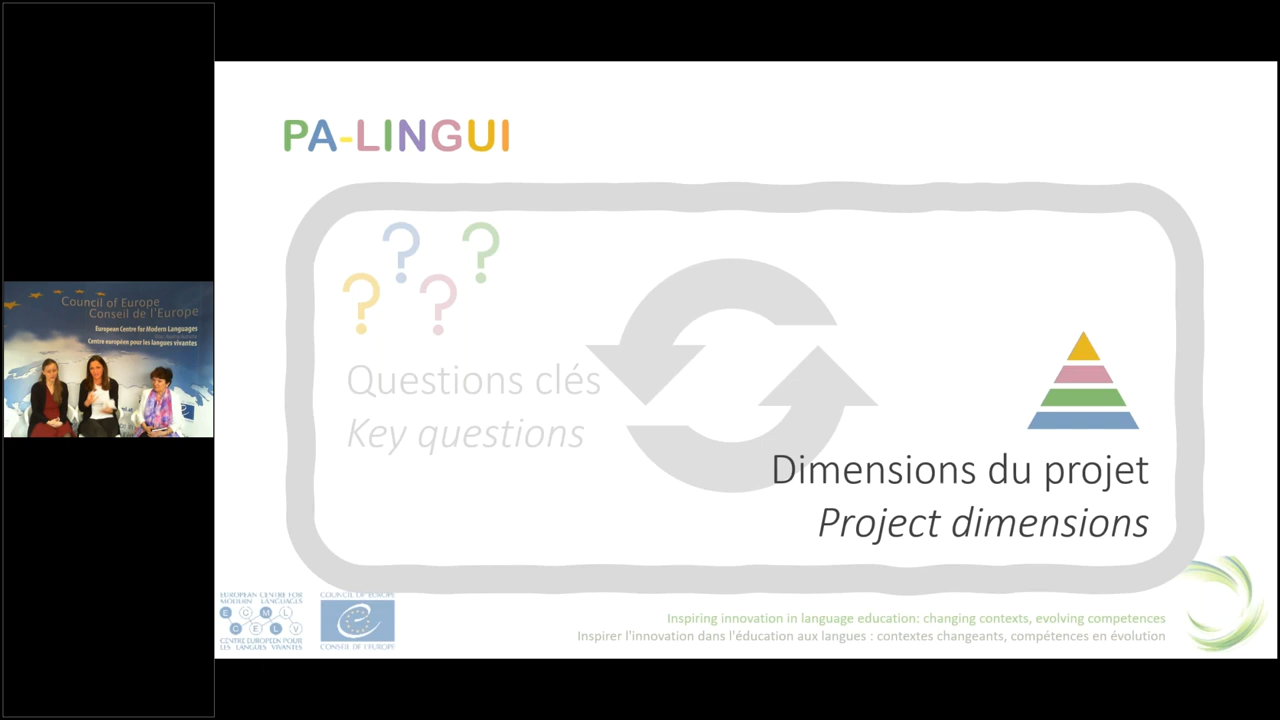 Council of Europe
Conseil de l'Europe
European Centre for Modern Languages
Centre européen pour les langues vivantes
PA-LINGUI
? ? ? ?
Questions clés
Key questions
Dimensions du projet
Project dimensions
EUROPEAN CENTRE FOR
MODERN LANGUAGES
E C M L
C E L V
CENTRE EUROPEEN POUR
LES LANGUES VIVANTES
COUNCIL OF EUROPE
CONSEIL DE L'EUROPE
Inspiring innovation in language education: changing contexts, evolving competences
Inspirer l'innovation dans l'éducation aux langues : contextes changeants, compétences en évolution